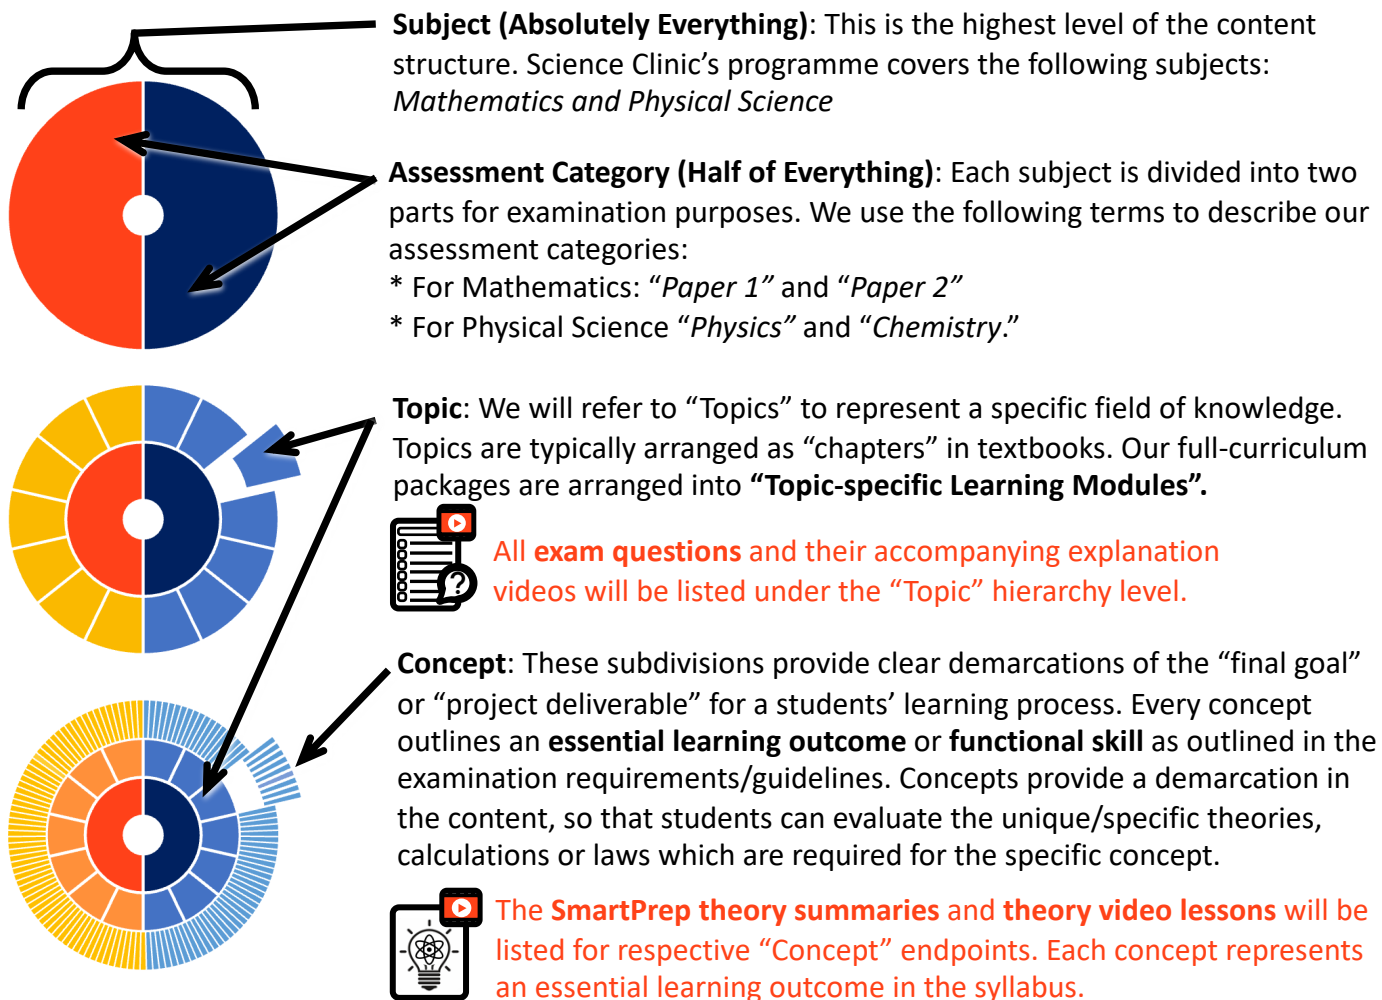 Subject (Absolutely Everything): This is the highest level of the content
structure. Science Clinic’s programme covers the following subjects:
Mathematics and Physical Science
Assessment Category (Half of Everything): Each subject is divided into two
parts for examination purposes. We use the following terms to describe our
assessment categories:
* For Mathematics: “Paper 1” and “Paper 2”
* For Physical Science “Physics” and “Chemistry.”
Topic: We will refer to “Topics” to represent a specific field of knowledge.
Topics are typically arranged as “chapters” in textbooks. Our full-curriculum
packages are arranged into “Topic-specific Learning Modules”.
?
All exam questions and their accompanying explanation
videos will be listed under the “Topic” hierarchy level.
Concept: These subdivisions provide clear demarcations of the “final goal”
or “project deliverable” for a students’ learning process. Every concept
outlines an essential learning outcome or functional skill as outlined in the
examination requirements/guidelines. Concepts provide a demarcation in
the content, so that students can evaluate the unique/specific theories,
calculations or laws which are required for the specific concept.
The SmartPrep theory summaries and theory video lessons will be
listed for respective “Concept” endpoints. Each concept represents
an essential learning outcome in the syllabus.